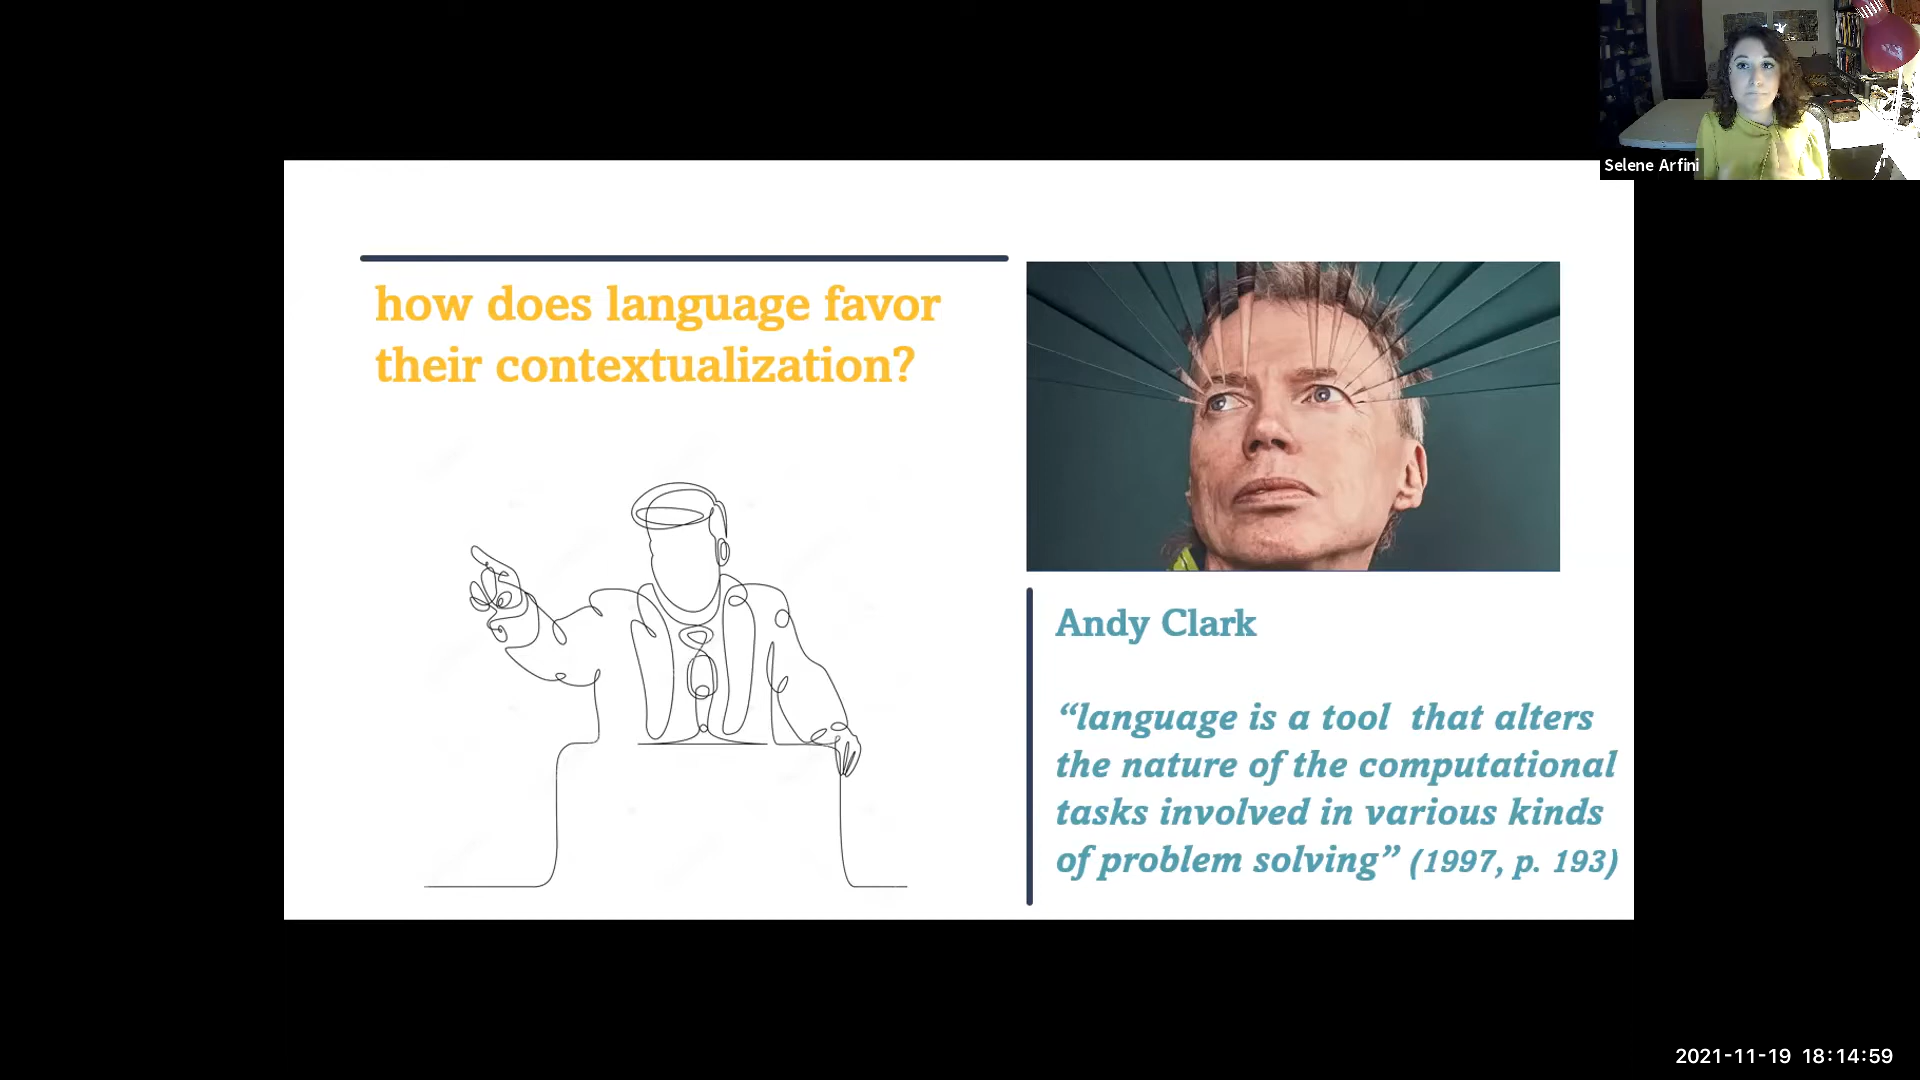 Selene Arfini
how does language favor
their contextualization?
Andy Clark
“language is a tool that alters
the nature of the computational
tasks involved in various kinds
of problem solving” (1997, p. 193)
2021-11-19 18:14:59